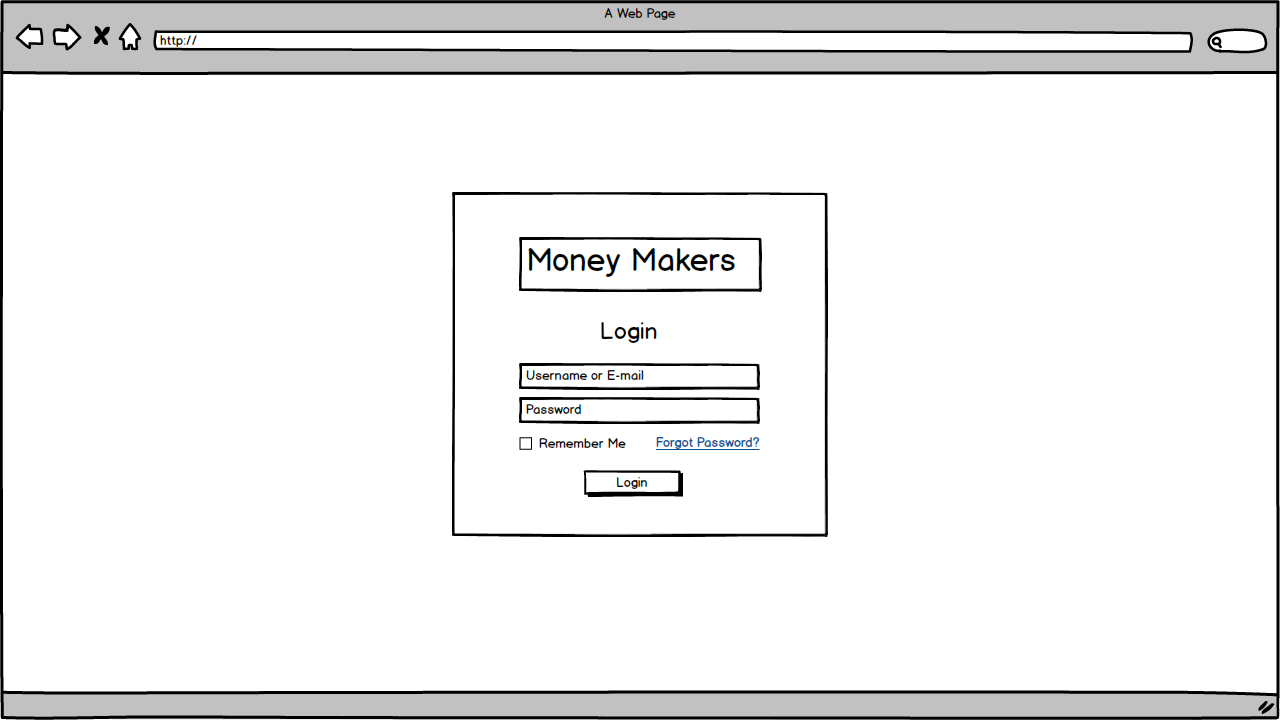 A Web Page
http://
Money Makers
Login
Username or E-mail
Password
Remember Me Forgot Password?
Login